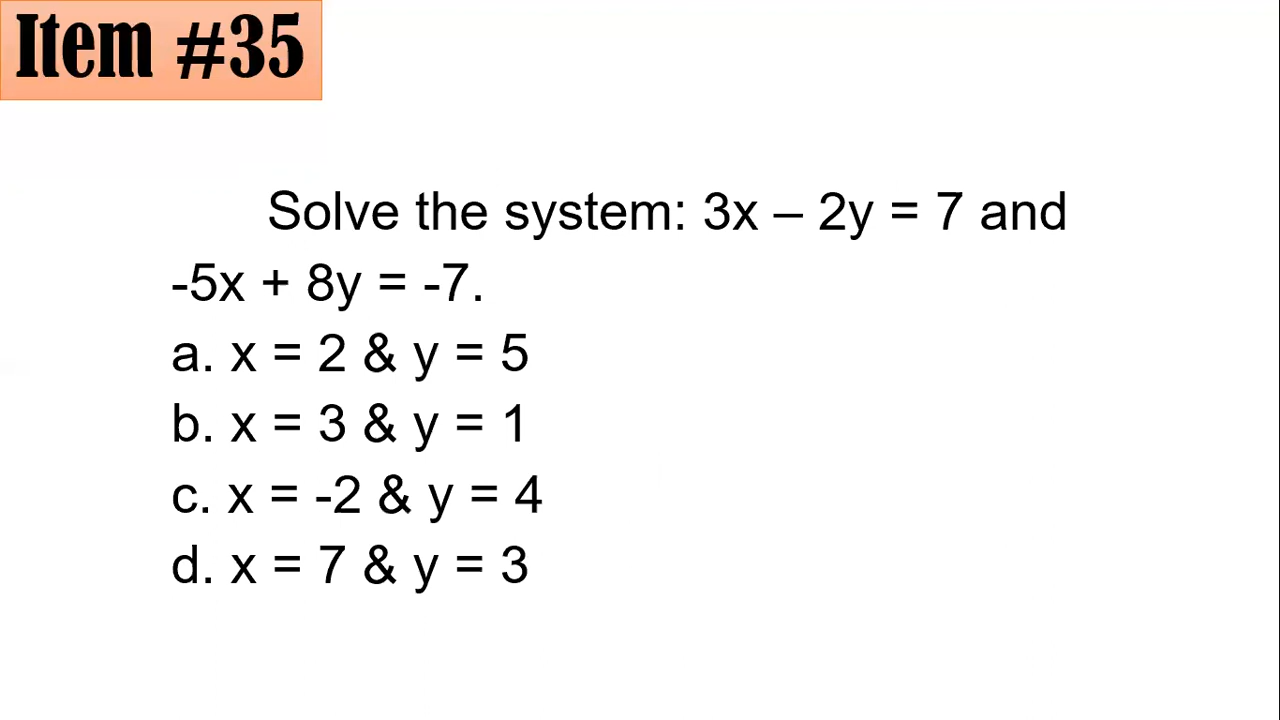 Item #35
Solve the system: 3x – 2y = 7 and
-5x + 8y = -7.
a. x = 2 & y = 5
b. x = 3 & y = 1
c. x = -2 & y = 4
d. x = 7 & y = 3